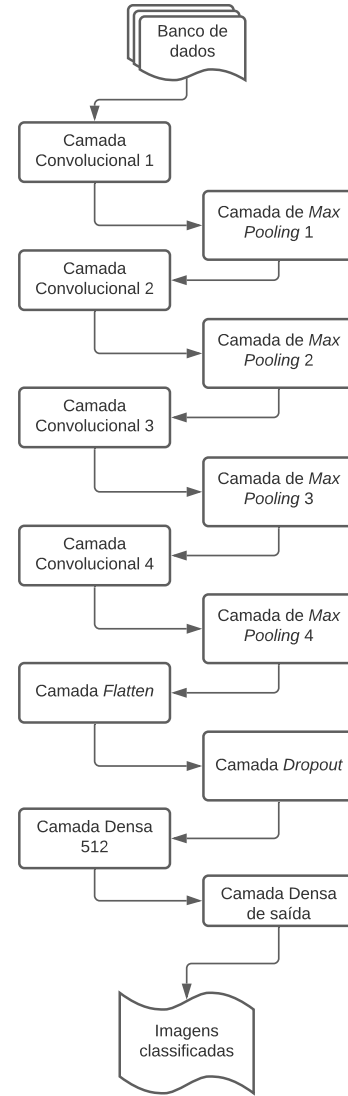 Banco de
dados
Camada
Convolucional 1
Camada de Max
Pooling 1
Camada
Convolucional 2
Camada de Max
Pooling 2
Camada
Convolucional 3
Camada de Max
Pooling 3
Camada
Convolucional 4
Camada de Max
Pooling 4
Camada Flatten
Camada Dropout
Camada Densa
512
Camada Densa
de saída
Imagens
classificadas